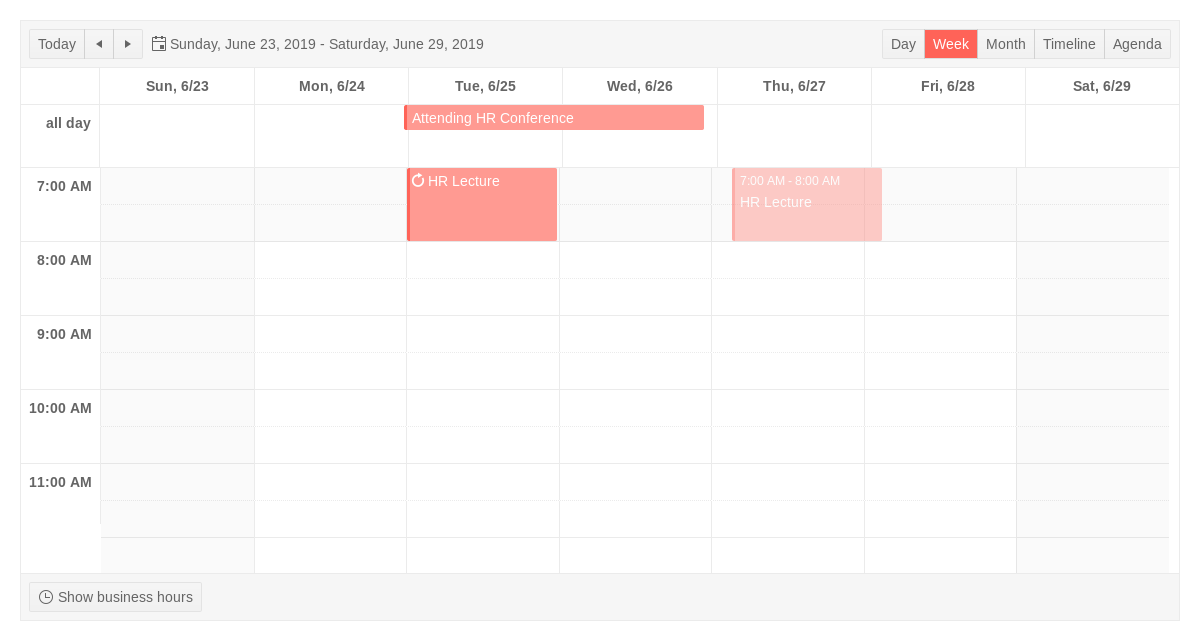 Today
Sunday, June 23, 2019 - Saturday, June 29, 2019
Day
Week
Month
Timeline
Agenda
Sun, 6/23
Mon, 6/24
Tue, 6/25
Wed, 6/26
Thu, 6/27
Fri, 6/28
Sat, 6/29
all day
Attending HR Conference
7:00 AM
HR Lecture
7:00 AM - 8:00 AM
HR Lecture
8:00 AM
9:00 AM
10:00 AM
11:00 AM
Show business hours